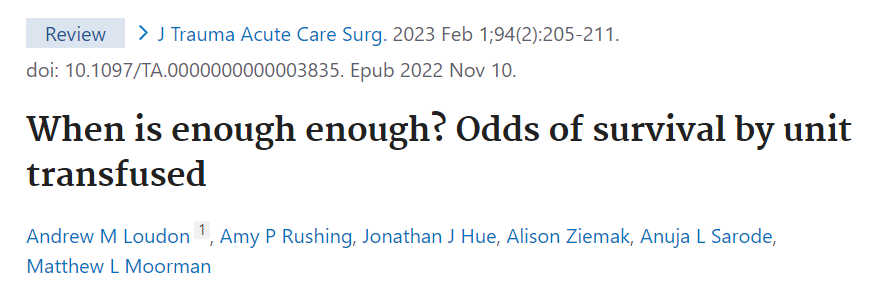 Review > J Trauma Acute Care Surg. 2023 Feb 1;94(2):205-211.
doi: 10.1097/TA.0000000000003835. Epub 2022 Nov 10.
When is enough enough? Odds of survival by unit
transfused
Andrew M Loudon 1, Amy P Rushing, Jonathan J Hue, Alison Ziemak, Anuja L Sarode,
Matthew L Moorman